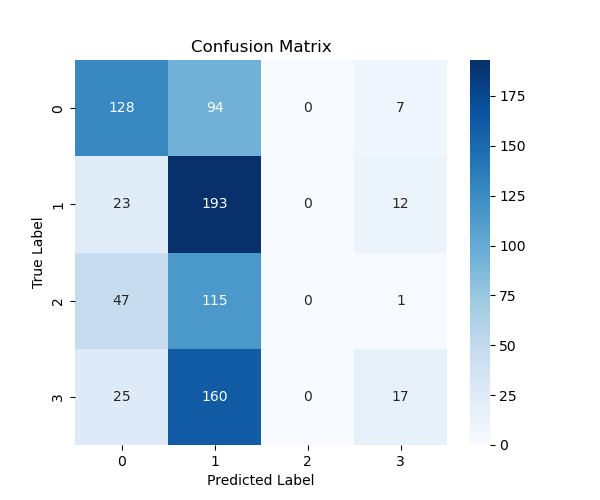 Confusion Matrix
0 128 94 0 7
1 23 193 0 12
2 47 115 0 1
3 25 160 0 17
0 1 2 3
True Label
Predicted Label
175
150
125
100
75
50
25
0